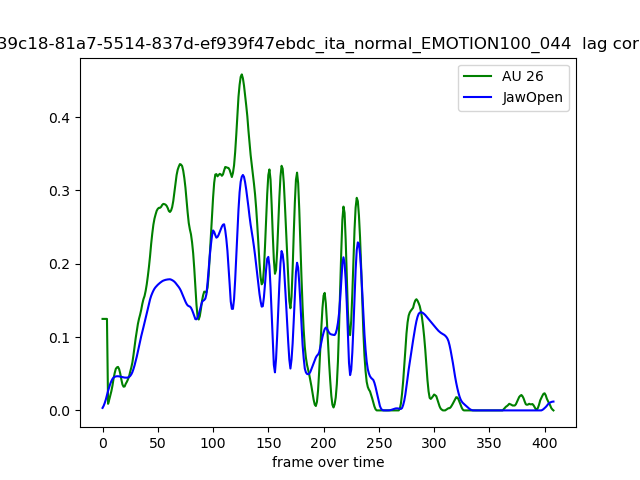 39c18-81a7-5514-837d-ef939f47ebdc_ita_normal_EMOTION100_044 lag cor
AU 26
JawOpen
0.4
0.3
0.2
0.1
0.0
0 50 100 150 200 250 300 350 400
frame over time